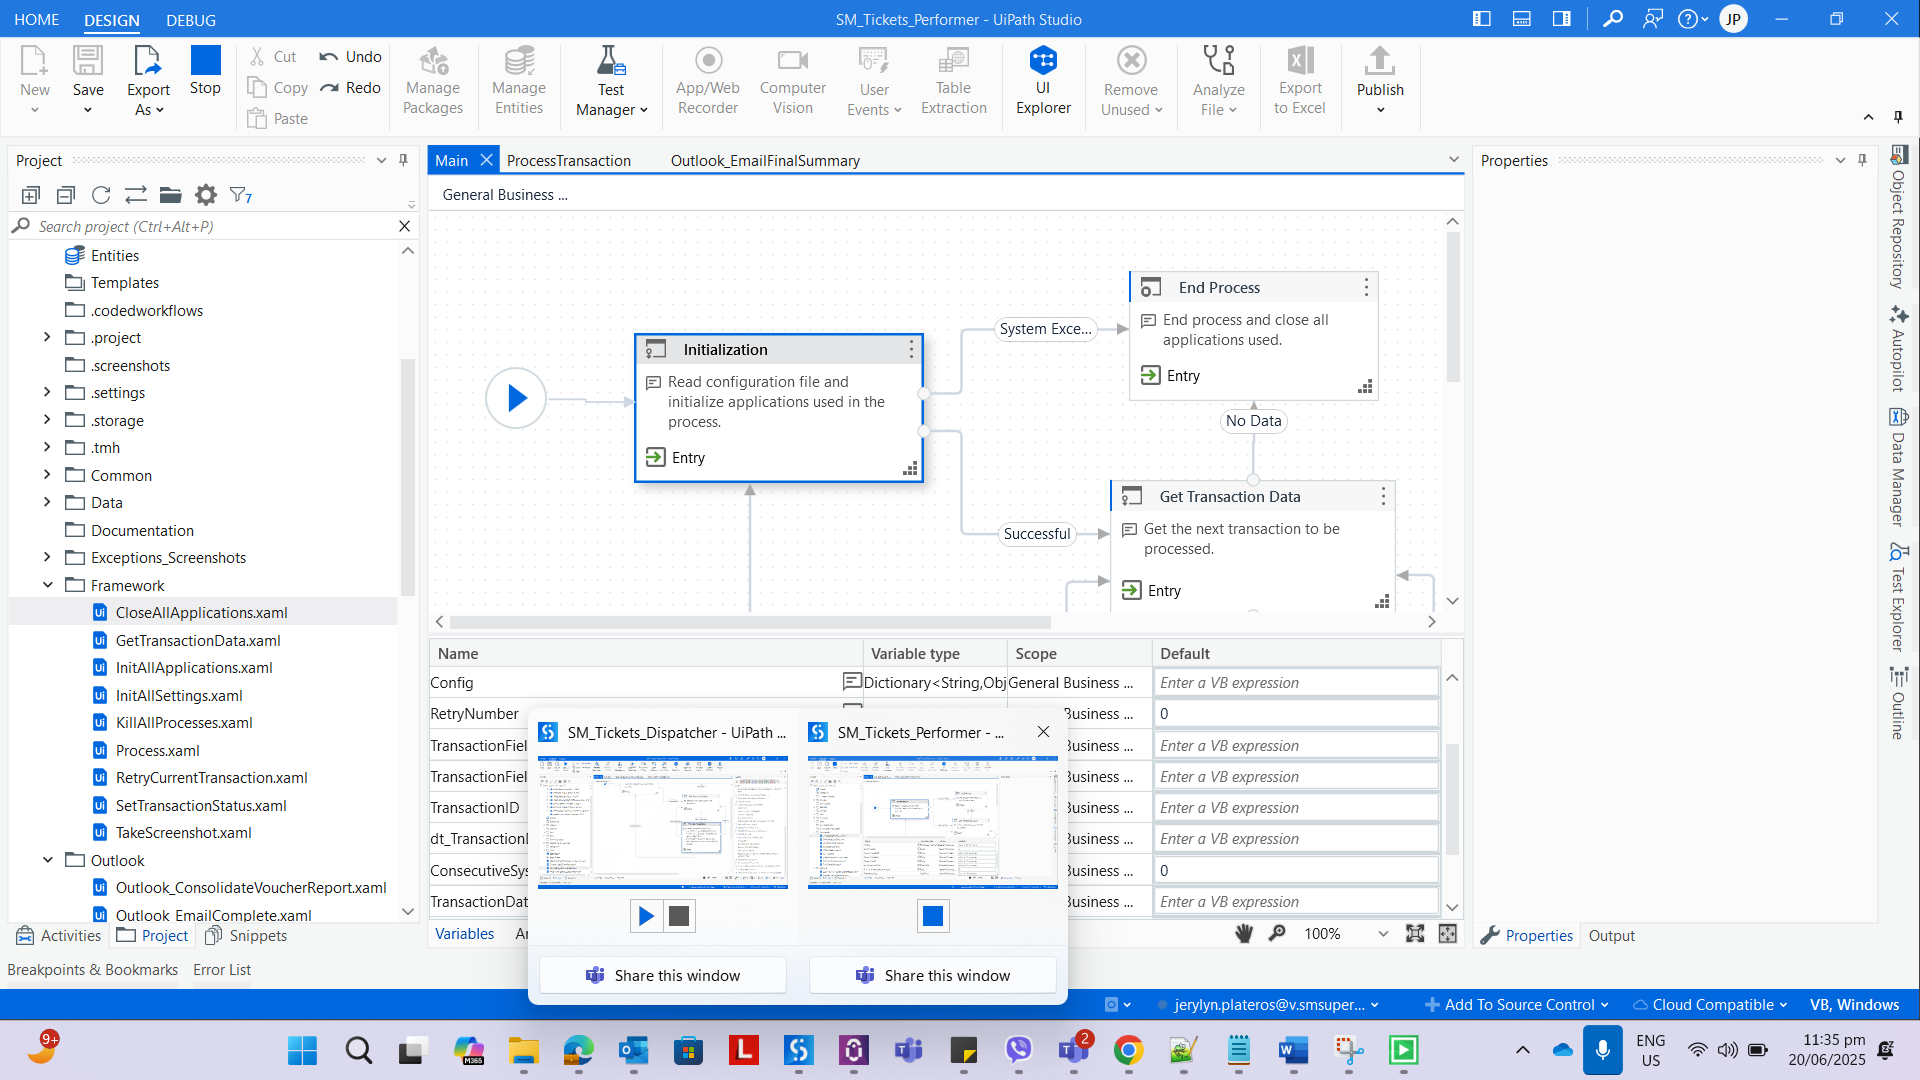 HOME
DESIGN
DEBUG
SM_Tickets_Performer - UiPath Studio
JP
New
Save
Export As
Stop
Cut
Copy
Paste
Undo
Redo
Manage Packages
Manage Entities
Test Manager
App/Web Recorder
Computer Vision
User Events
Table Extraction
UI Explorer
Remove Unused
Analyze File
Export to Excel
Publish
Project
7
Search project (Ctrl+Alt+P)
Entities
Templates
.codedworkflows
.project
.screenshots
.settings
.storage
.tmh
Common
Data
Documentation
Exceptions_Screenshots
Framework
CloseAllApplications.xaml
GetTransactionData.xaml
InitAllApplications.xaml
InitAllSettings.xaml
KillAllProcesses.xaml
Process.xaml
RetryCurrentTransaction.xaml
SetTransactionStatus.xaml
TakeScreenshot.xaml
Outlook
Outlook_ConsolidateVoucherReport.xaml
Outlook_EmailComplete.xaml
Activities
Project
Snippets
Breakpoints & Bookmarks
Error List
Main
ProcessTransaction
Outlook_EmailFinalSummary
General Business ...
Initialization
Read configuration file and
initialize applications used in the
process.
Entry
System Exce...
Successful
End Process
End process and close all
applications used.
Entry
No Data
Get Transaction Data
Get the next transaction to be
processed.
Entry
Name
Variable type
Scope
Default
Config
Dictionary<String,Obj
General Business ...
Enter a VB expression
RetryNumber
Business ...
0
TransactionFiel
Business ...
Enter a VB expression
TransactionFiel
Business ...
Enter a VB expression
TransactionID
Business ...
Enter a VB expression
dt_Transaction
Business ...
Enter a VB expression
ConsecutiveSys
Business ...
0
TransactionDat
Business ...
Enter a VB expression
Variables
Ar
100%
SM_Tickets_Dispatcher - UiPath ...
SM_Tickets_Performer - ...
Share this window
Share this window
Properties
Properties
Output
Object Repository
Autopilot
Data Manager
Test Explorer
Outline
jerylyn.plateros@v.smsuper...
Add To Source Control
Cloud Compatible
VB, Windows
9+
M365
2
ENG
US
11:35 pm
20/06/2025